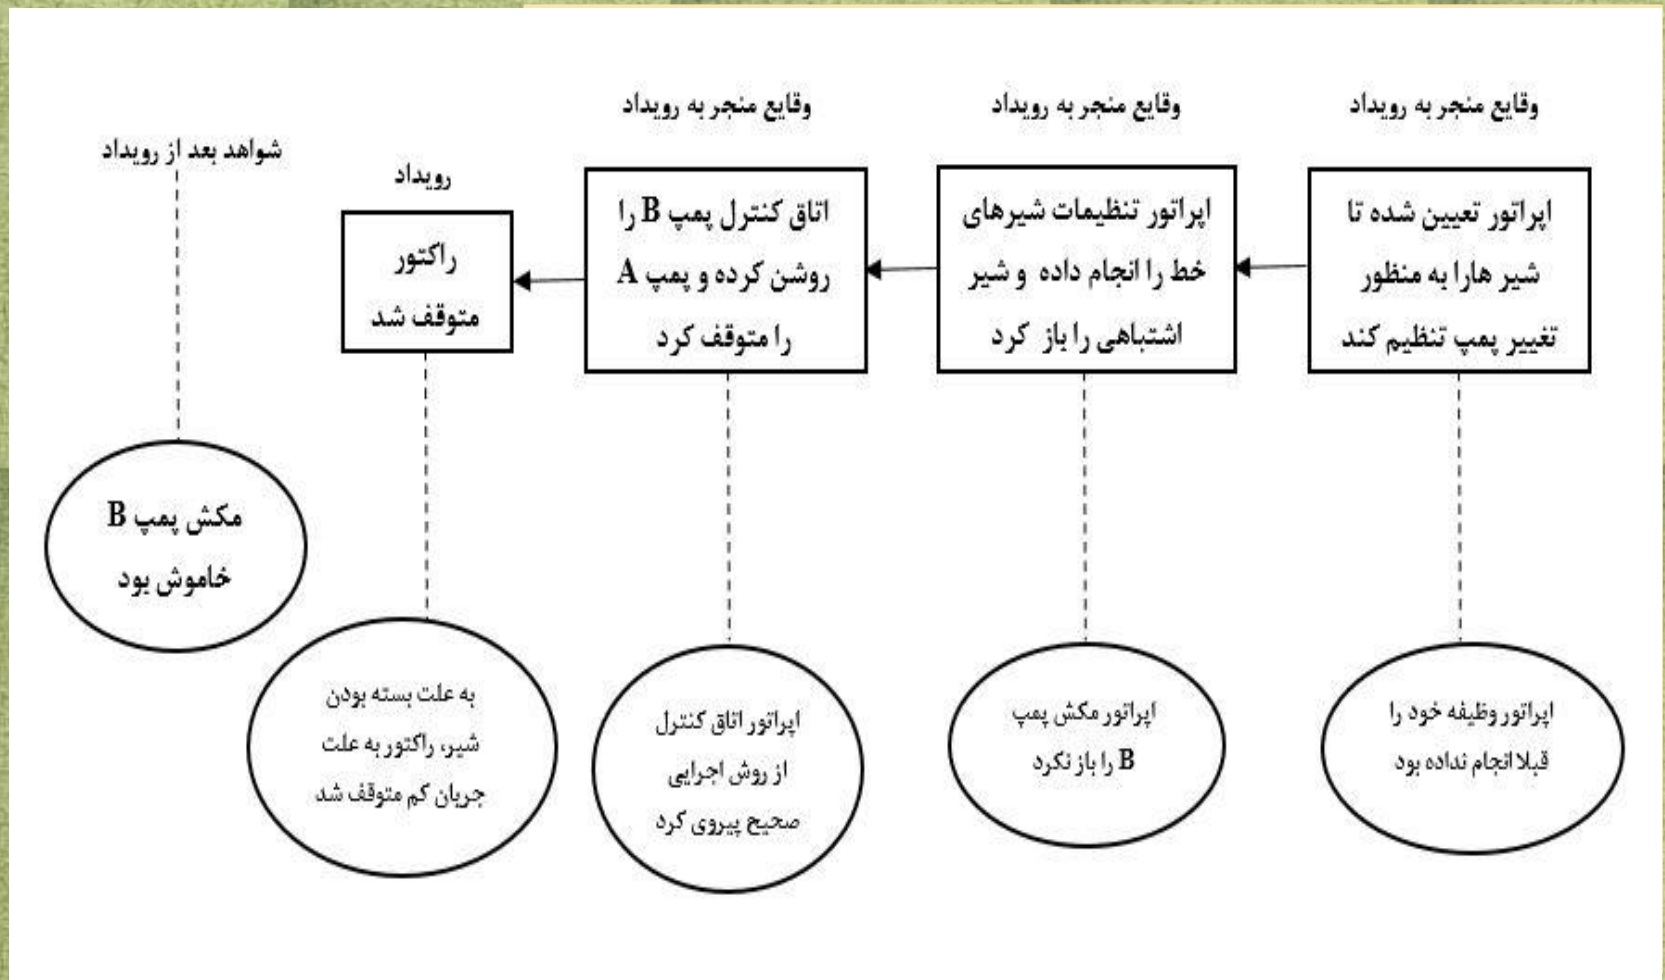 وقایع منجر به رویداد
وقایع منجر به رویداد
وقایع منجر به رویداد
رویداد
شواهد بعد از رویداد
اپراتور تعیین شده تا
شیر هارا به منظور
تغییر پمپ تنظیم کند
اپراتور تنظیمات شیرهای
خط را انجام داده و شیر
اشتباهی را باز کرد
اتاق کنترل پمپ B را
روشن کرده و پمپ A
را متوقف کرد
راکتور
متوقف شد
مکش پمپ B
خاموش بود
اپراتور وظیفه خود را
قبلا انجام نداده بود
اپراتور مکش پمپ
B را باز نکرد
اپراتور اتاق کنترل
از روش اجرایی
صحیح پیروی کرد
به علت بسته بودن
شیر، راکتور به علت
جریان کم متوقف شد